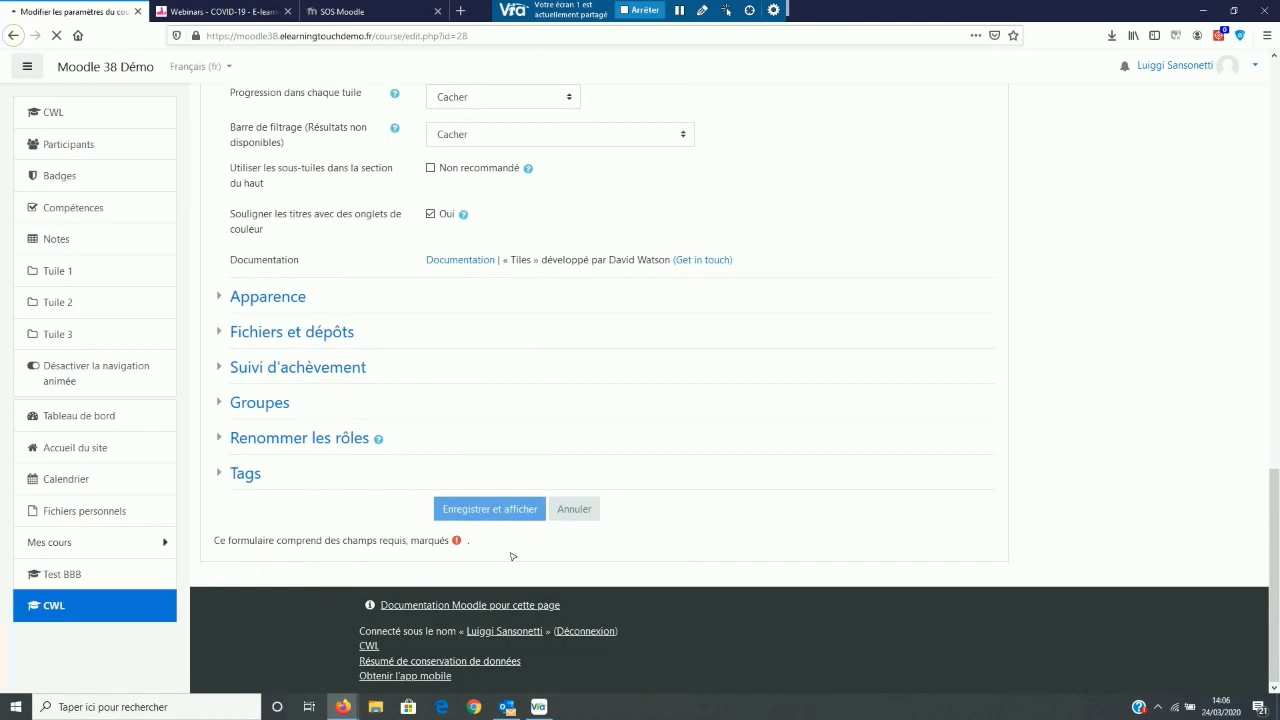 Modifier les paramètres du cou
Webinars - COVID-19 - E-learn
SOS Moodle
Via
Votre écran 1 est
actuellement partagé
Arrêter
https://moodle38.elearningtouchdemo.fr/course/edit.php?id=28
Moodle 38 Démo
Français (fr)
Luiggi Sansonetti
CWL
Participants
Badges
Compétences
Notes
Tuile 1
Tuile 2
Tuile 3
Désactiver la navigation
animée
Tableau de bord
Accueil du site
Calendrier
Fichiers personnels
Mes cours
Test BBB
CWL
Progression dans chaque tuile
Cacher
Barre de filtrage (Résultats non
disponibles)
Cacher
Utiliser les sous-tuiles dans la section
du haut
Non recommandé
Souligner les titres avec des onglets de
couleur
Oui
Documentation
Documentation | « Tiles » développé par David Watson (Get in touch)
Apparence
Fichiers et dépôts
Suivi d'achèvement
Groupes
Renommer les rôles
Tags
Enregistrer et afficher
Annuler
Ce formulaire comprend des champs requis, marqués .
Documentation Moodle pour cette page
Connecté sous le nom « Luiggi Sansonetti » (Déconnexion)
CWL
Résumé de conservation de données
Obtenir l'app mobile
Taper ici pour rechercher
Via
14:06
24/03/2020
21